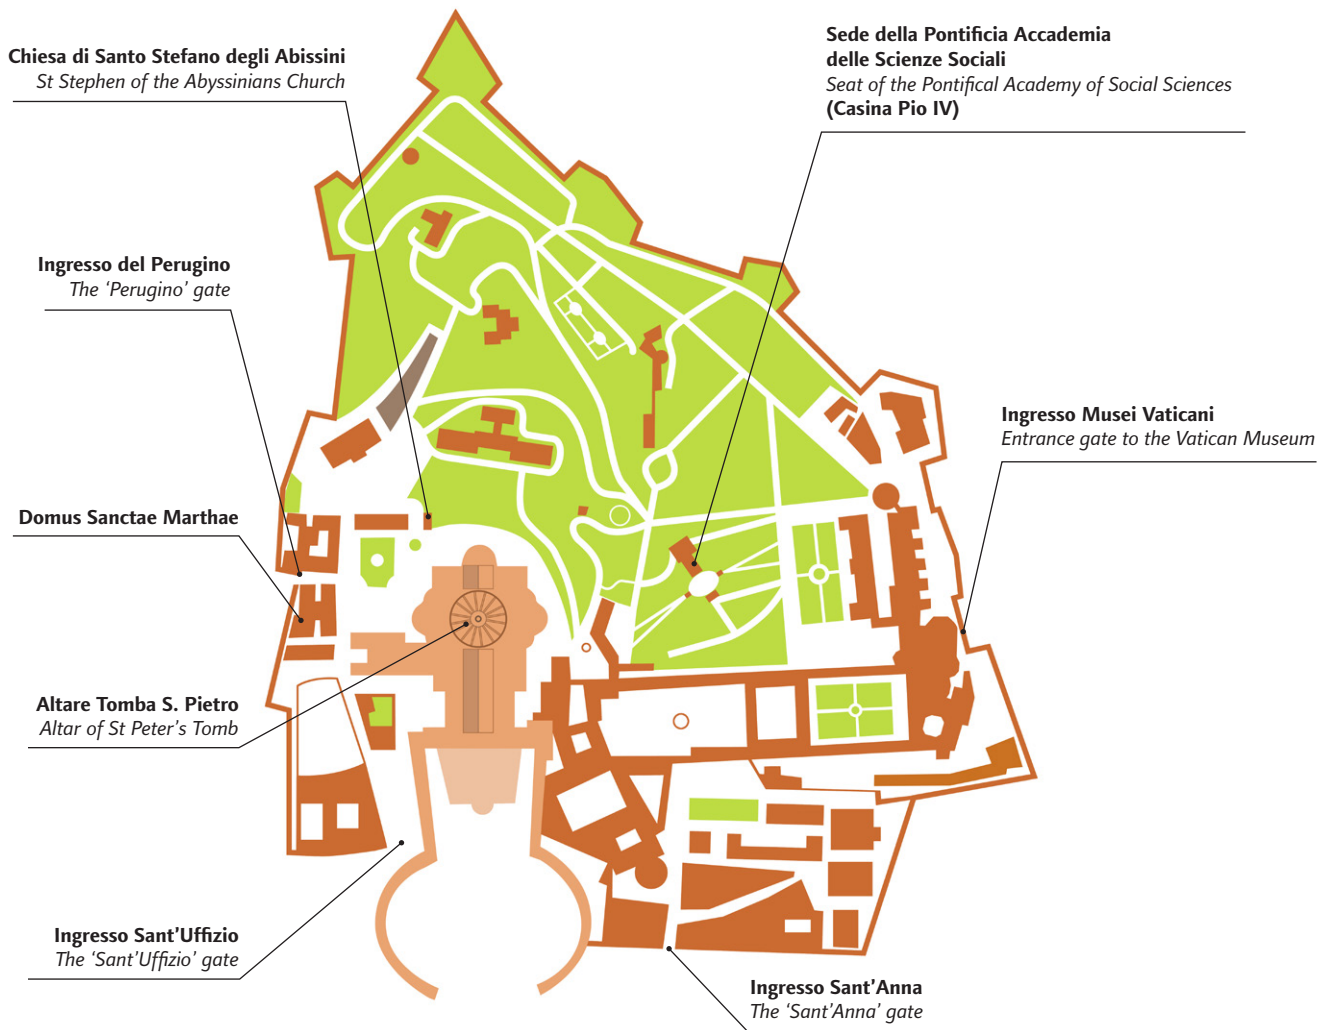 Chiesa di Santo Stefano degli Abissini
St Stephen of the Abyssinians Church
Sede della Pontificia Accademia
delle Scienze Sociali
Seat of the Pontifical Academy of Social Sciences
(Casina Pio IV)
Ingresso del Perugino
The ‘Perugino’ gate
Ingresso Musei Vaticani
Entrance gate to the Vatican Museum
Domus Sanctae Marthae
Altare Tomba S. Pietro
Altar of St Peter’s Tomb
Ingresso Sant’Uffizio
The ‘Sant’Uffizio’ gate
Ingresso Sant’Anna
The ‘Sant’Anna’ gate